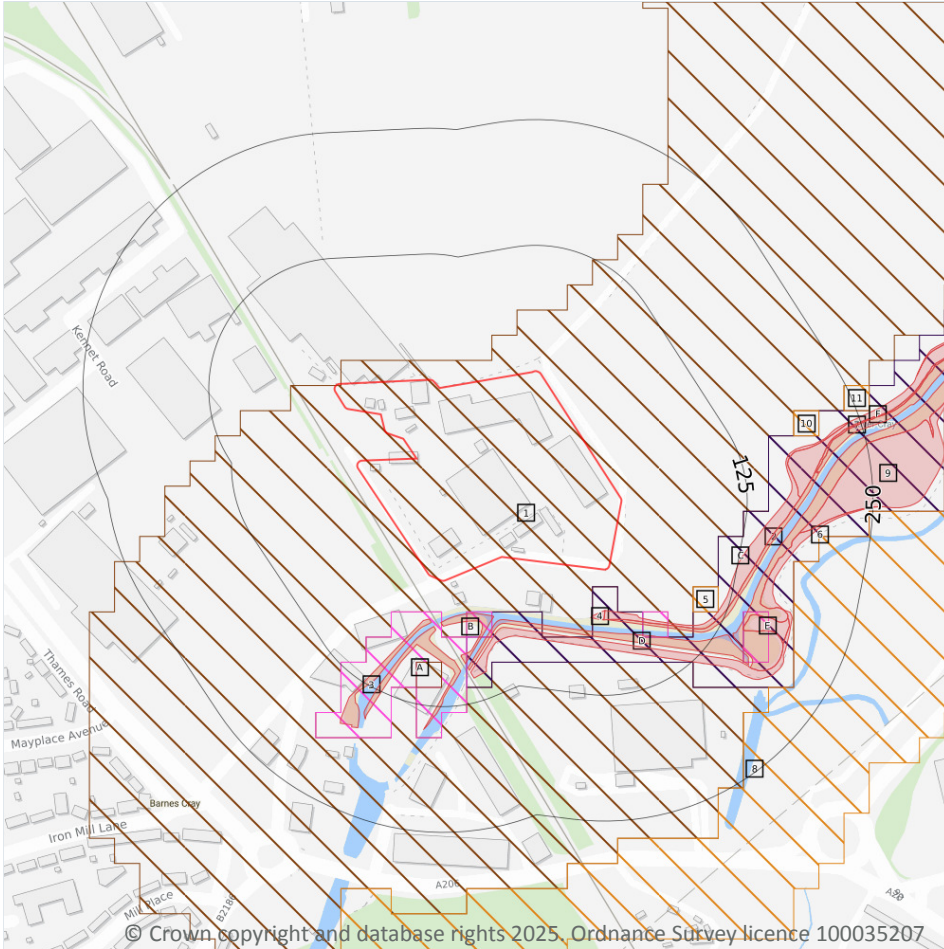 Kennet Road
11
F
10
9
125
250
1
6
C
5
4
B
E
D
A
3
Thames Road
Mayplace Avenue
8
Barnes Cray
Iron Mill Lane
A206
Mill Place
B2186
© Crown copyright and database rights 2025. Ordnance Survey licence 100035207